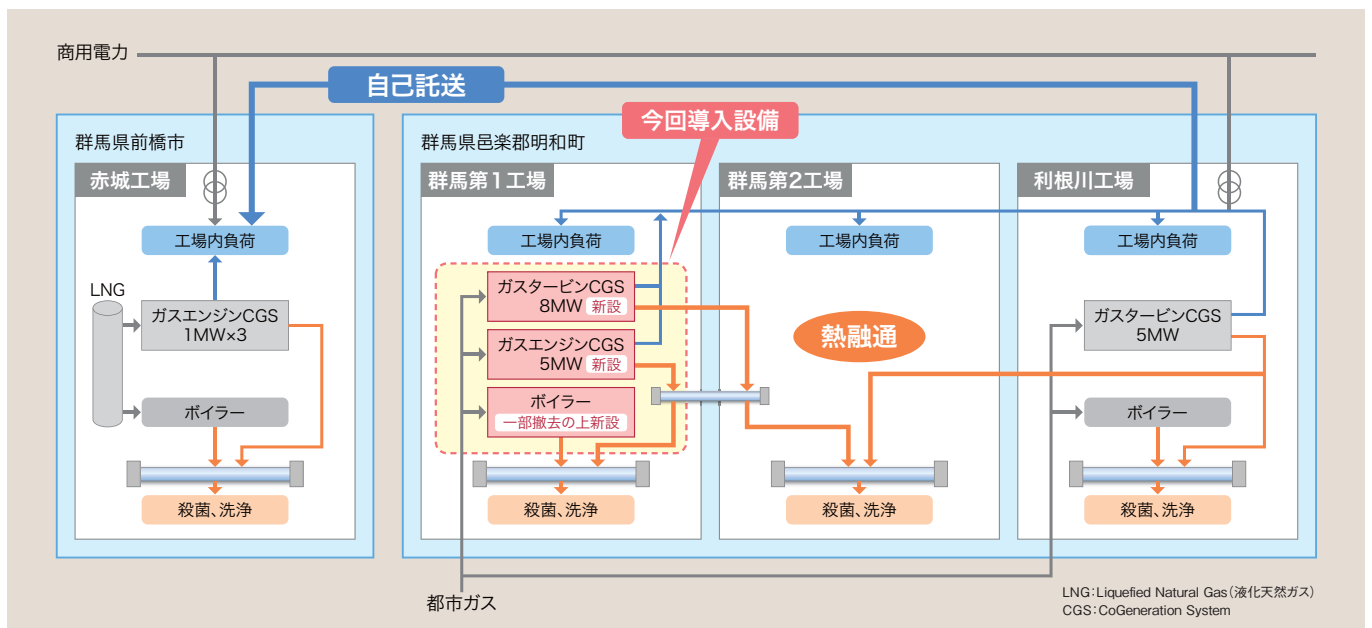 商用電力
自己託送
今回導入設備
群馬県前橋市
赤城工場
工場内負荷
LNG
ガスエンジンCGS
1MW×3
ボイラー
殺菌、洗浄
群馬県邑楽郡明和町
群馬第1工場
工場内負荷
ガスタービンCGS
8MW 新設
ガスエンジンCGS
5MW 新設
ボイラー
一部撤去の上新設
殺菌、洗浄
群馬第2工場
工場内負荷
熱融通
殺菌、洗浄
利根川工場
工場内負荷
ガスタービンCGS
5MW
ボイラー
殺菌、洗浄
都市ガス
LNG：Liquefied Natural Gas（液化天然ガス）
CGS：CoGeneration System